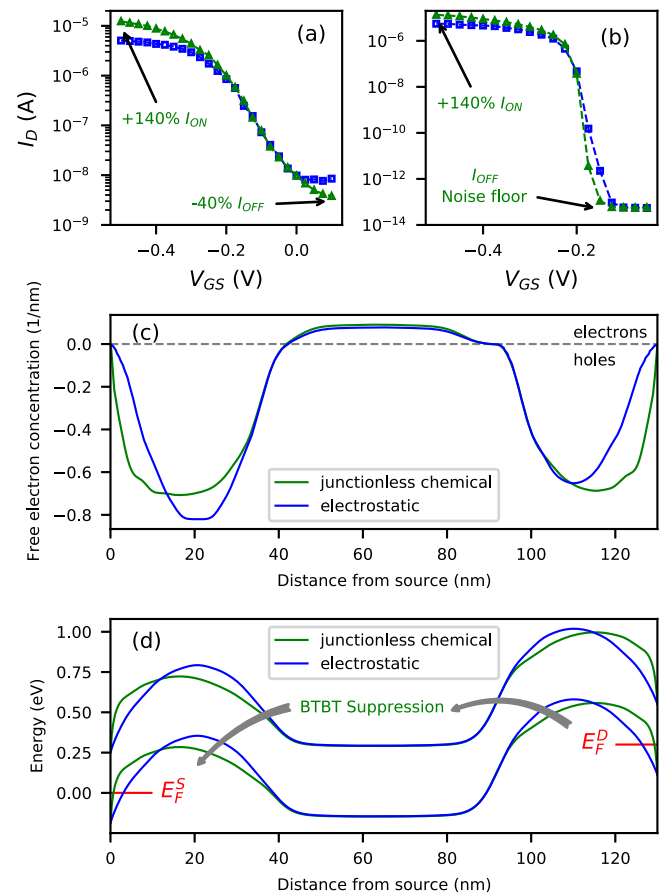 (a)
10⁻⁵
10⁻⁶
10⁻⁷
10⁻⁸
10⁻⁹
I_D (A)
+140% I_ON
-40% I_OFF
−0.4
−0.2
0.0
V_GS (V)
(b)
10⁻⁶
10⁻⁸
10⁻¹⁰
10⁻¹²
10⁻¹⁴
+140% I_ON
I_OFF
Noise floor
−0.4
−0.2
V_GS (V)
(c)
Free electron concentration (1/nm)
0.0
−0.2
−0.4
−0.6
−0.8
electrons
holes
junctionless chemical
electrostatic
0
20
40
60
80
100
120
Distance from source (nm)
(d)
Energy (eV)
1.00
0.75
0.50
0.25
0.00
junctionless chemical
electrostatic
BTBT Suppression
E_F^S
E_F^D
0
20
40
60
80
100
120
Distance from source (nm)